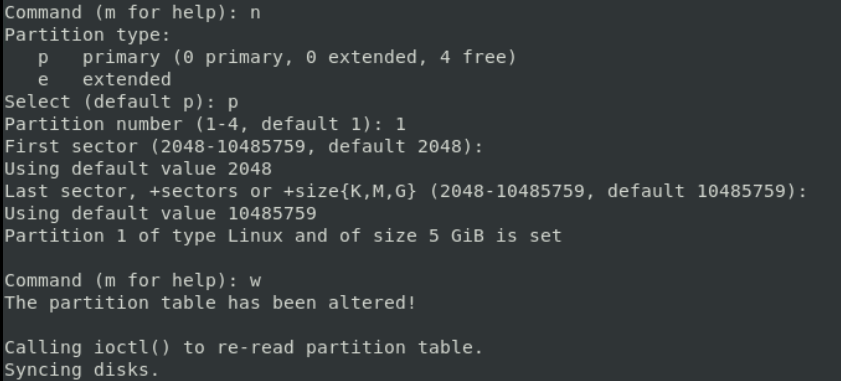 Command (m for help): n
Partition type:
   p   primary (0 primary, 0 extended, 4 free)
   e   extended
Select (default p): p
Partition number (1-4, default 1): 1
First sector (2048-10485759, default 2048):
Using default value 2048
Last sector, +sectors or +size{K,M,G} (2048-10485759, default 10485759):
Using default value 10485759
Partition 1 of type Linux and of size 5 GiB is set

Command (m for help): w
The partition table has been altered!

Calling ioctl() to re-read partition table.
Syncing disks.